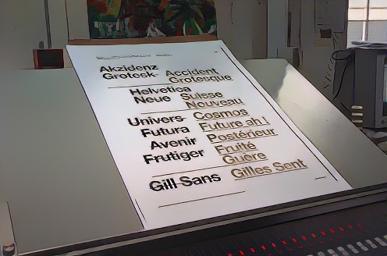 Akzidenz
Grotesk Accident
Grotesque
Helvetica
Neue Suisse
Nouveau
Univers Cosmos
Futura Future ah !
Avenir Postérieur
Frutiger Fruité
Guère
Gill Sans Gilles Sent